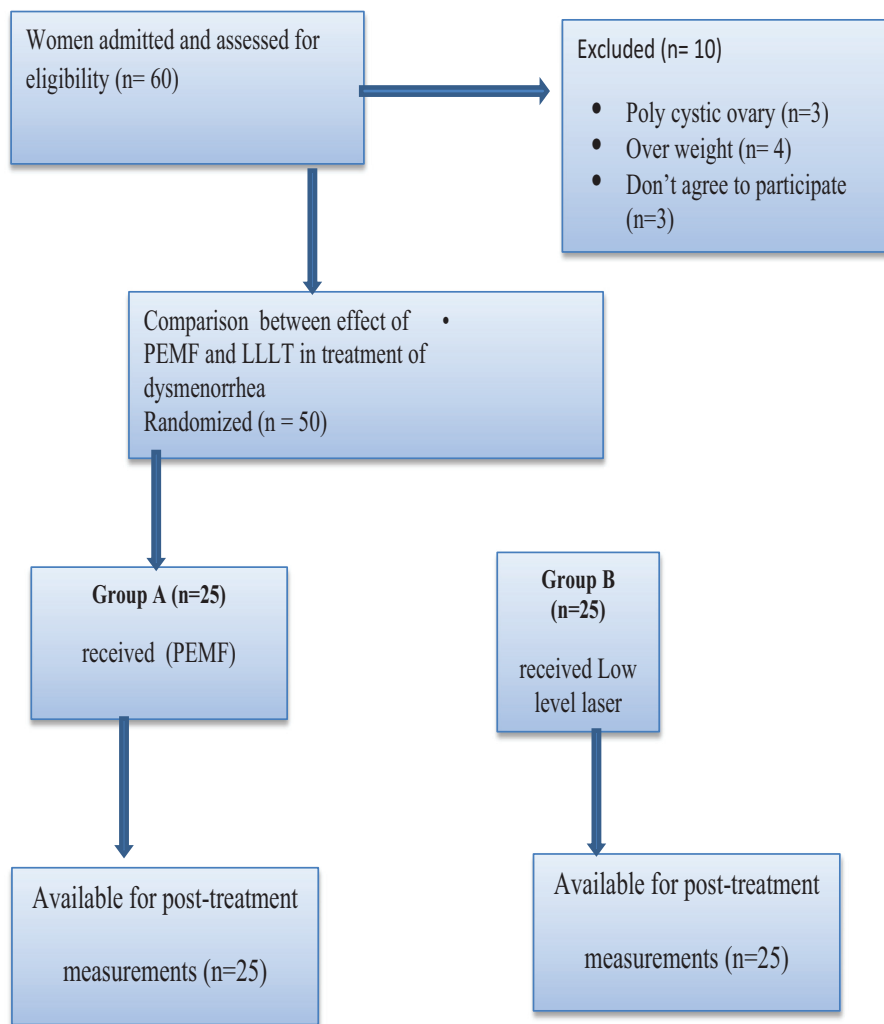 Women admitted and assessed for
eligibility (n= 60)
Excluded (n= 10)
• Poly cystic ovary (n=3)
• Over weight (n= 4)
• Don’t agree to participate
(n=3)
Comparison between effect of •
PEMF and LLLT in treatment of
dysmenorrhea
Randomized (n = 50)
Group A (n=25)
received (PEMF)
Group B
(n=25)
received Low
level laser
Available for post-treatment
measurements (n=25)
Available for post-treatment
measurements (n=25)